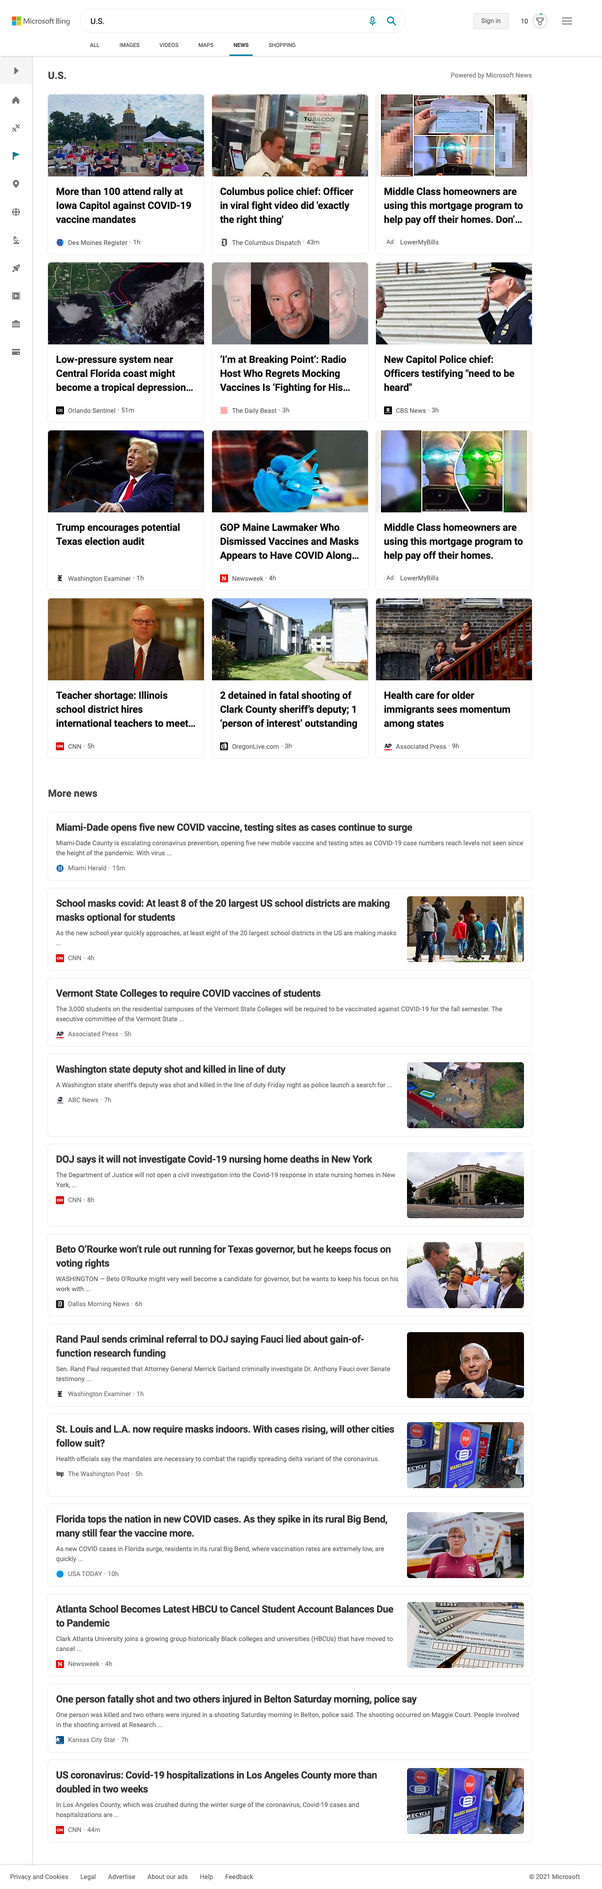 Microsoft Bing
U.S.
Sign in
10
ALL IMAGES VIDEOS MAPS NEWS SHOPPING
U.S.
Powered by Microsoft News
More than 100 attend rally at
Iowa Capitol against COVID-19
vaccine mandates
Des Moines Register · 1h
TOBACCO
Columbus police chief: Officer
in viral fight video did 'exactly
the right thing'
The Columbus Dispatch · 43m
Middle Class homeowners are
using this mortgage program to
help pay off their homes. Don'...
Ad LowerMyBills
Low-pressure system near
Central Florida coast might
become a tropical depression...
Orlando Sentinel · 51m
'I'm at Breaking Point': Radio
Host Who Regrets Mocking
Vaccines Is 'Fighting for His...
The Daily Beast · 3h
New Capitol Police chief:
Officers testifying "need to be
heard"
CBS News · 3h
Trump encourages potential
Texas election audit
Washington Examiner · 1h
GOP Maine Lawmaker Who
Dismissed Vaccines and Masks
Appears to Have COVID Along...
Newsweek · 4h
Middle Class homeowners are
using this mortgage program to
help pay off their homes.
Ad LowerMyBills
Teacher shortage: Illinois
school district hires
international teachers to meet...
CNN · 5h
2 detained in fatal shooting of
Clark County sheriff's deputy; 1
'person of interest' outstanding
OregonLive.com · 3h
Health care for older
immigrants sees momentum
among states
AP Associated Press · 9h
More news
Miami-Dade opens five new COVID vaccine, testing sites as cases continue to surge
Miami-Dade County is escalating coronavirus prevention, opening five new mobile vaccine and testing sites as COVID-19 case numbers reach levels not seen since
the height of the pandemic. With virus ...
Miami Herald · 15m
School masks covid: At least 8 of the 20 largest US school districts are making
masks optional for students
As the new school year quickly approaches, at least eight of the 20 largest school districts in the US are making masks
...
CNN · 4h
Vermont State Colleges to require COVID vaccines of students
The 3,000 students on the residential campuses of the Vermont State Colleges will be required to be vaccinated against COVID-19 for the fall semester. The
executive committee of the Vermont State ...
AP Associated Press · 5h
Washington state deputy shot and killed in line of duty
A Washington state sheriff's deputy was shot and killed in the line of duty Friday night as police launch a search for ...
ABC News · 7h
DOJ says it will not investigate Covid-19 nursing home deaths in New York
The Department of Justice will not open a civil investigation into the Covid-19 response in state nursing homes in New
York, ...
CNN · 8h
Beto O'Rourke won't rule out running for Texas governor, but he keeps focus on
voting rights
WASHINGTON — Beto O'Rourke might very well become a candidate for governor, but he wants to keep his focus on his
work with ...
Dallas Morning News · 6h
Rand Paul sends criminal referral to DOJ saying Fauci lied about gain-of-
function research funding
Sen. Rand Paul requested that Attorney General Merrick Garland criminally investigate Dr. Anthony Fauci over Senate
testimony ...
Washington Examiner · 1h
St. Louis and L.A. now require masks indoors. With cases rising, will other cities
follow suit?
Health officials say the mandates are necessary to combat the rapidly spreading delta variant of the coronavirus.
wp The Washington Post · 5h
STOP
RECYCLE
Florida tops the nation in new COVID cases. As they spike in its rural Big Bend,
many still fear the vaccine more.
As new COVID cases in Florida surge, residents in its rural Big Bend, where vaccination rates are extremely low, are
quickly ...
USA TODAY · 10h
Atlanta School Becomes Latest HBCU to Cancel Student Account Balances Due
to Pandemic
Clark Atlanta University joins a growing group historically Black colleges and universities (HBCUs) that have moved to
cancel ...
Newsweek · 4h
One person fatally shot and two others injured in Belton Saturday morning, police say
One person was killed and two others were injured in a shooting Saturday morning in Belton, police said. The shooting occurred on Maggie Court. People involved
in the shooting arrived at Research ...
Kansas City Star · 7h
US coronavirus: Covid-19 hospitalizations in Los Angeles County more than
doubled in two weeks
In Los Angeles County, which was crushed during the winter surge of the coronavirus, Covid-19 cases and
hospitalizations are ...
CNN · 44m
STOP
RECYCLE
Privacy and Cookies Legal Advertise About our ads Help Feedback
© 2021 Microsoft